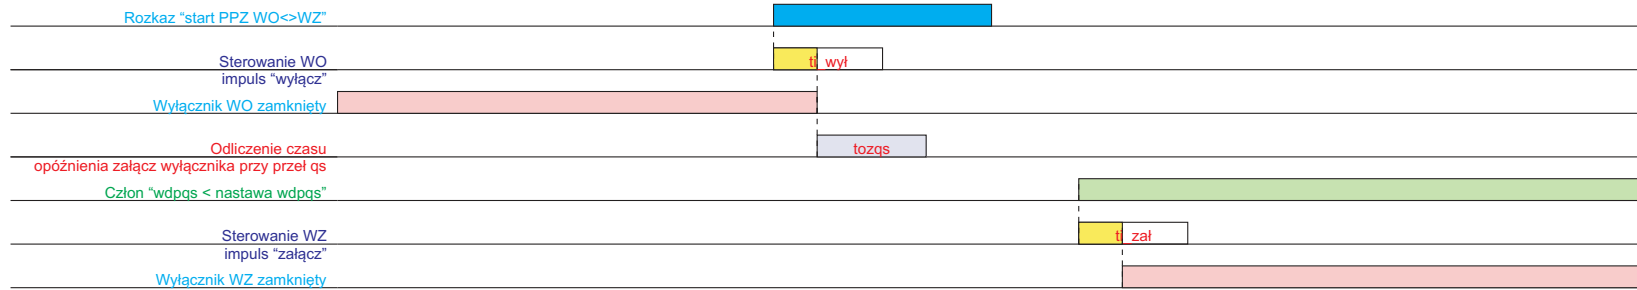 Rozkaz “start PPZ WO<>WZ”
Sterowanie WO
impuls “wyłącz”
ti wył
Wyłącznik WO zamknięty
Odliczenie czasu
opóźnienia załącz wyłącznika przy przeł qs
tozqs
Człon “wdpqs < nastawa wdpqs”
Sterowanie WZ
impuls “załącz”
ti zał
Wyłącznik WZ zamknięty